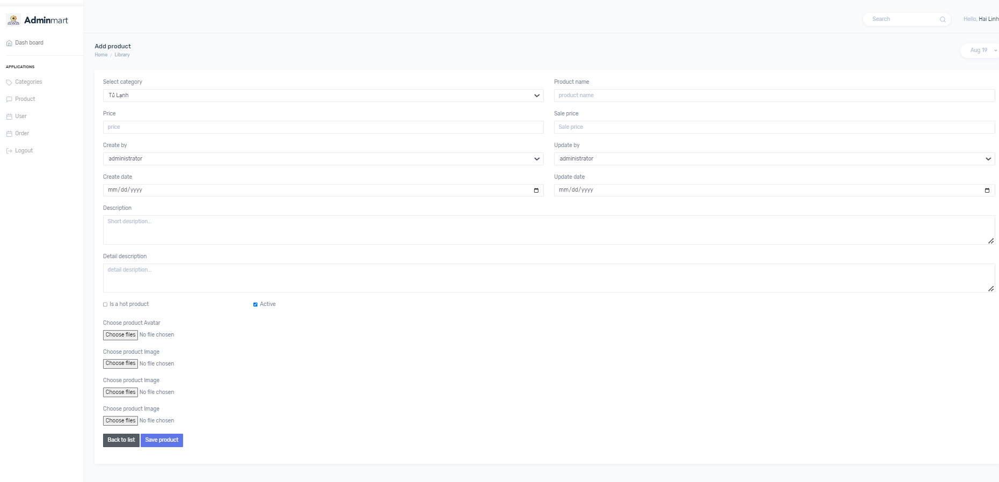 Adminmart
Search
Hello, Hai Linh
Dash board
APPLICATIONS
Categories
Product
User
Order
Logout
Add product
Home / Library
Aug 19
Select category
Product name
Tủ Lạnh
product name
Price
Sale price
price
Sale price
Create by
Update by
administrator
administrator
Create date
Update date
mm/dd/yyyy
mm/dd/yyyy
Description
Short desription...
Detail description
detail desription...
Is a hot product
Active
Choose product Avatar
Choose files No file chosen
Choose product Image
Choose files No file chosen
Choose product Image
Choose files No file chosen
Choose product Image
Choose files No file chosen
Back to list
Save product